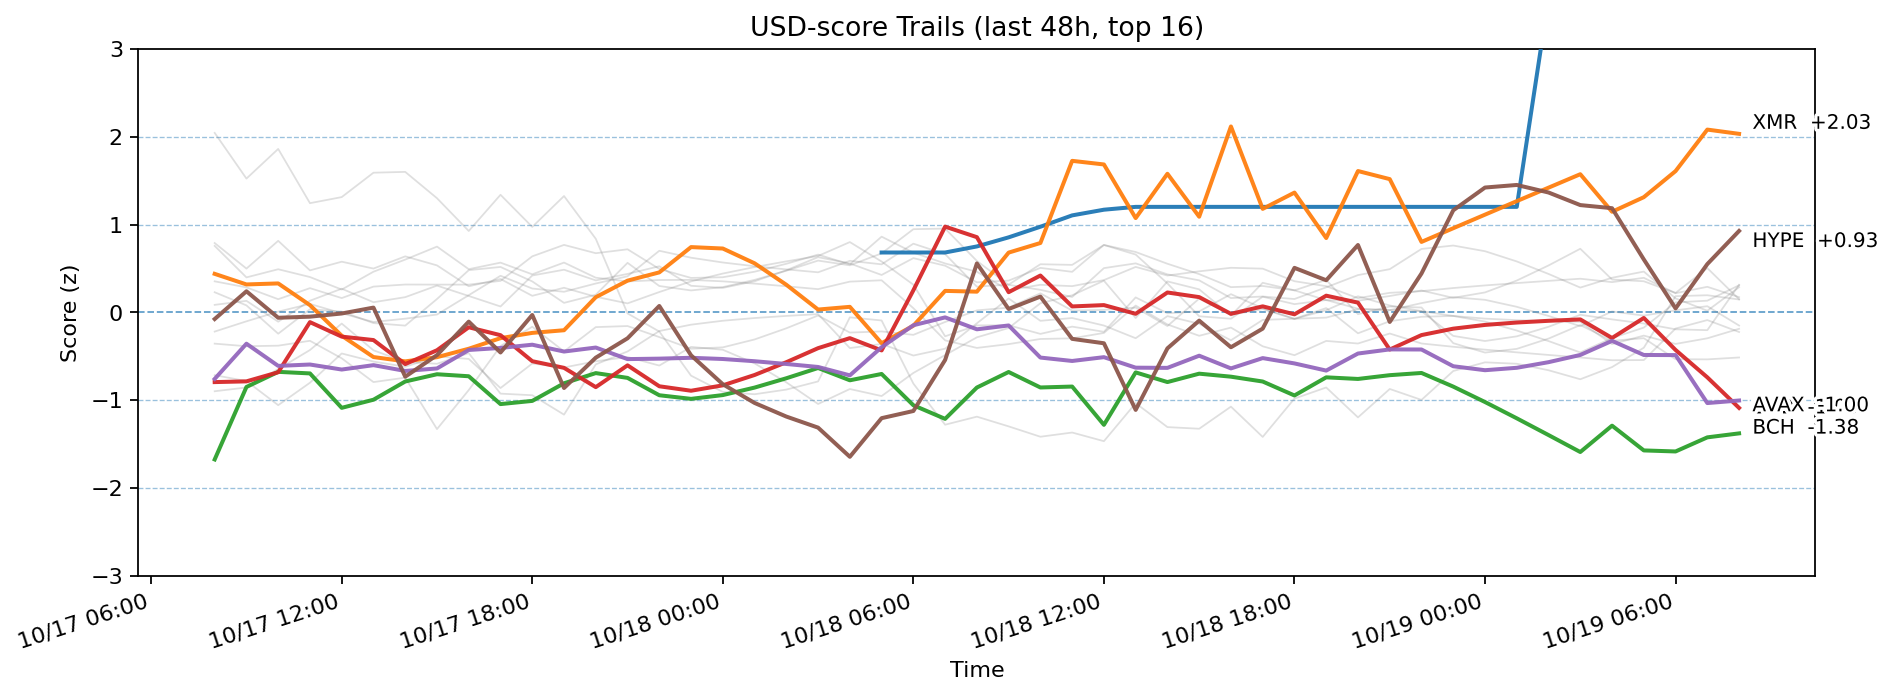 USD-score Trails (last 48h, top 16)
Score (z)
3
2
1
0
−1
−2
−3
XMR +2.03
HYPE +0.93
AVAX -1.00
BCH -1.38
10/17 06:00
10/17 12:00
10/17 18:00
10/18 00:00
10/18 06:00
10/18 12:00
10/18 18:00
10/19 00:00
10/19 06:00
Time